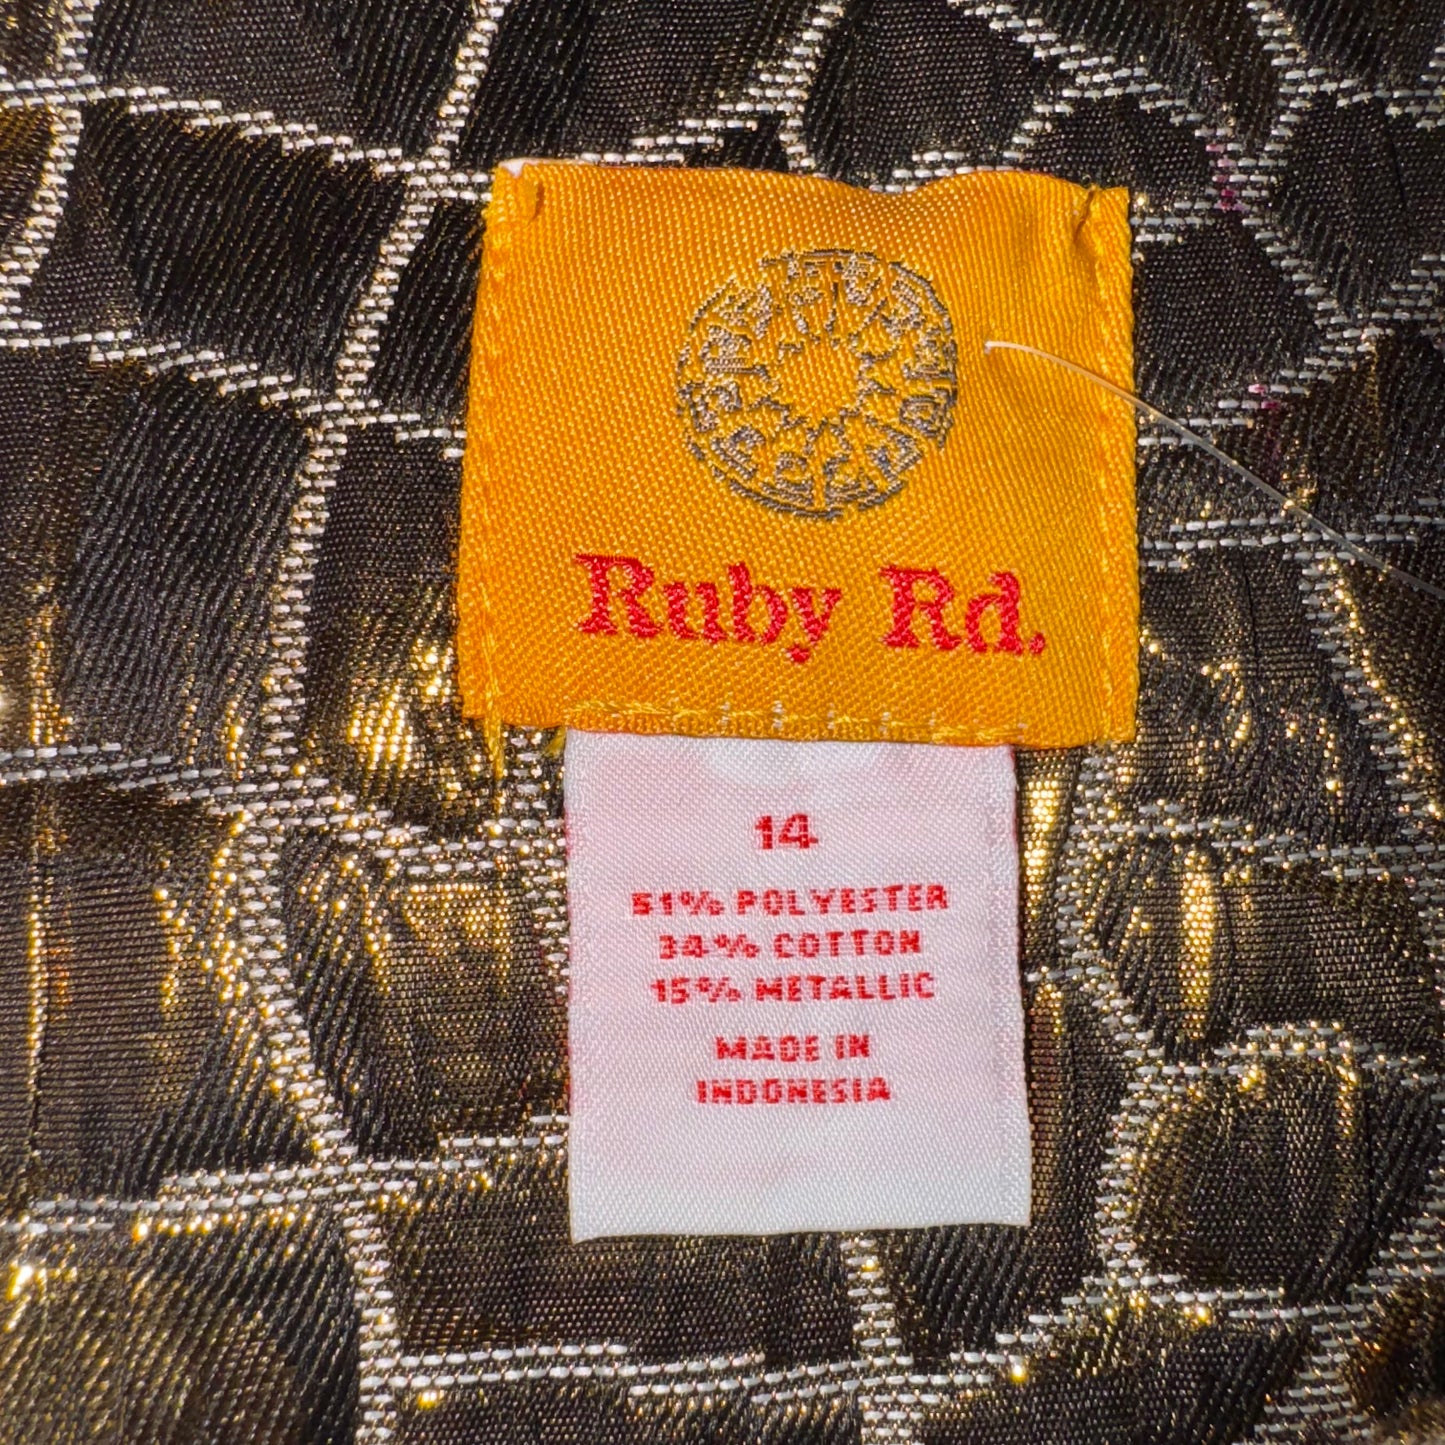 Ruby Rd.
14
51% POLYESTER
34% COTTON
15% METALLIC
MADE IN
INDONESIA